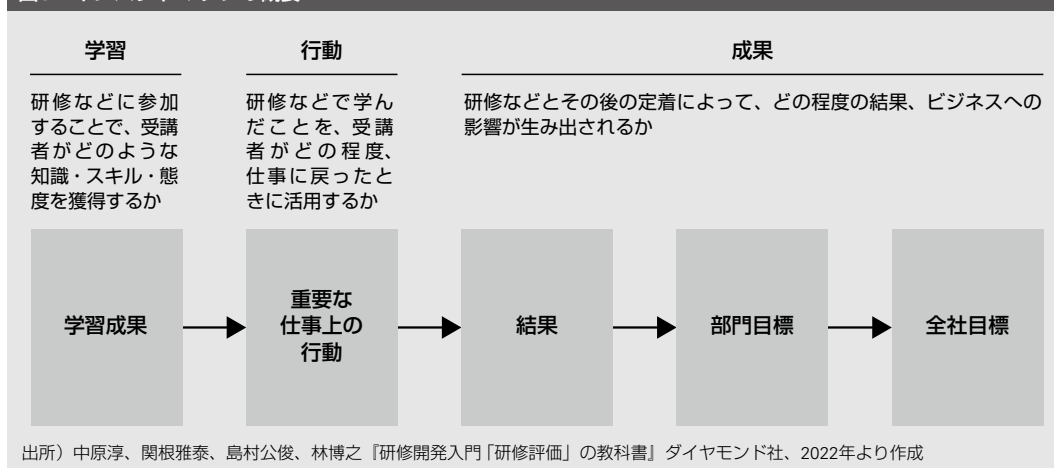 学習
行動
成果
研修などに参加
することで、受講
者がどのような
知識・スキル・態
度を獲得するか
研修などで学ん
だことを、受講
者がどの程度、
仕事に戻ったと
きに活用するか
研修などとその後の定着によって、どの程度の結果、ビジネスへの
影響が生み出されるか
学習成果
重要な
仕事上の
行動
結果
部門目標
全社目標
出所）中原淳、関根雅泰、島村公俊、林博之『研修開発入門「研修評価」の教科書』ダイヤモンド社、2022年より作成